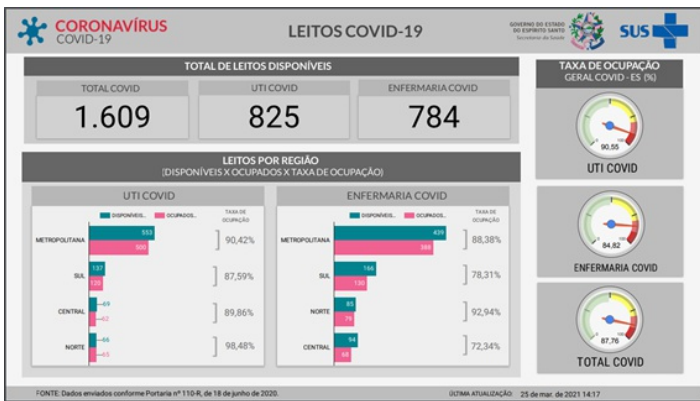 CORONAVÍRUS
COVID-19
LEITOS COVID-19
GOVERNO DO ESTADO
DO ESPÍRITO SANTO
Secretaria da Saúde
SUS
TOTAL DE LEITOS DISPONÍVEIS
TOTAL COVID
1.609
UTI COVID
825
ENFERMARIA COVID
784
LEITOS POR REGIÃO
(DISPONÍVEIS X OCUPADOS X TAXA DE OCUPAÇÃO)
UTI COVID
DISPONÍVEIS... OCUPADOS...
TAXA DE
OCUPAÇÃO
METROPOLITANA 553 500 90,42%
SUL 137 120 87,59%
CENTRAL 69 62 89,86%
NORTE 66 65 98,48%
ENFERMARIA COVID
DISPONÍVEIS... OCUPADOS...
TAXA DE
OCUPAÇÃO
METROPOLITANA 439 388 88,38%
SUL 166 130 78,31%
NORTE 85 79 92,94%
CENTRAL 94 68 72,34%
TAXA DE OCUPAÇÃO
GERAL COVID - ES (%)
90,55
UTI COVID
84,82
ENFERMARIA COVID
87,76
TOTAL COVID
FONTE: Dados enviados conforme Portaria nº 110-R, de 18 de junho de 2020.
ÚLTIMA ATUALIZAÇÃO: 25 de mar. de 2021 14:17